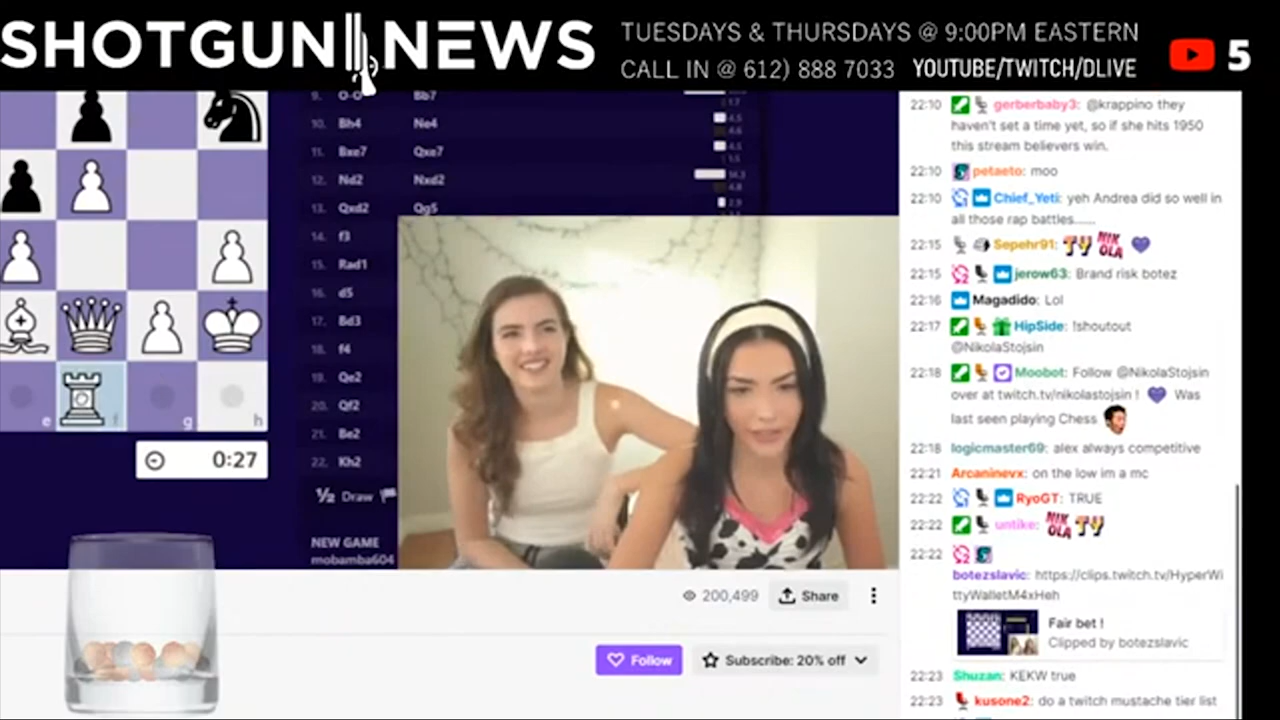 SHOTGUN NEWS
TUESDAYS & THURSDAYS @ 9:00PM EASTERN
CALL IN @ 612) 888 7033 YOUTUBE/TWITCH/DLIVE
5
9. O-O Bb7
10. Bh4 Ne4
11. Bxe7 Qxe7
12. Nd2 Nxd2
13. Qxd2 Qg5
14. f3
15. Rad1
16. d5
17. Bd3
18. f4
19. Qe2
20. Qf2
21. Be2
22. Kh2
½ Draw
NEW GAME
mobamba604
e f g h
0:27
200,499 Share
Follow Subscribe: 20% off
22:10 gerberbaby3: @krappino they
haven't set a time yet, so if she hits 1950
this stream believers win.
22:10 petaeto: moo
22:10 Chief_Yeti: yeh Andrea did so well in
all those rap battles......
22:15 Sepehr91: TY NIKOLA
22:15 jerow63: Brand risk botez
22:16 Magadido: Lol
22:17 HipSide: !shoutout
@NikolaStojsin
22:18 Moobot: Follow @NikolaStojsin
over at twitch.tv/nikolastojsin ! Was
last seen playing Chess
22:18 logicmaster69: alex always competitive
22:21 Arcaninevx: on the low im a mc
22:22 RyoGT: TRUE
22:22 untike: NIKOLA TY
22:22
botezslavic: https://clips.twitch.tv/HyperWi
ttyWalletM4xHeh
Fair bet !
Clipped by botezslavic
22:23 Shuzan: KEKW true
22:23 kusone2: do a twitch mustache tier list